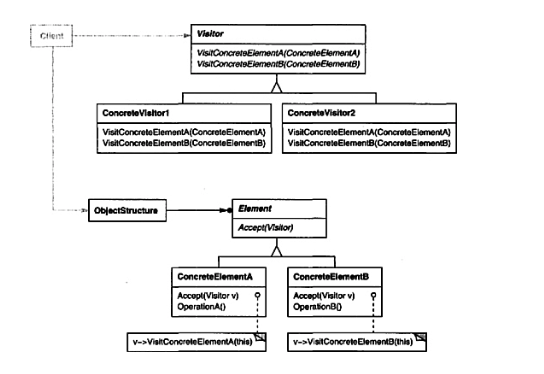 Client
Visitor
VisitConcreteElementA(ConcreteElementA)
VisitConcreteElementB(ConcreteElementB)
ConcreteVisitor1
VisitConcreteElementA(ConcreteElementA)
VisitConcreteElementB(ConcreteElementB)
ConcreteVisitor2
VisitConcreteElementA(ConcreteElementA)
VisitConcreteElementB(ConcreteElementB)
ObjectStructure
Element
Accept(Visitor)
ConcreteElementA
Accept(Visitor v)
OperationA()
ConcreteElementB
Accept(Visitor v)
OperationB()
v->VisitConcreteElementA(this)
v->VisitConcreteElementB(this)